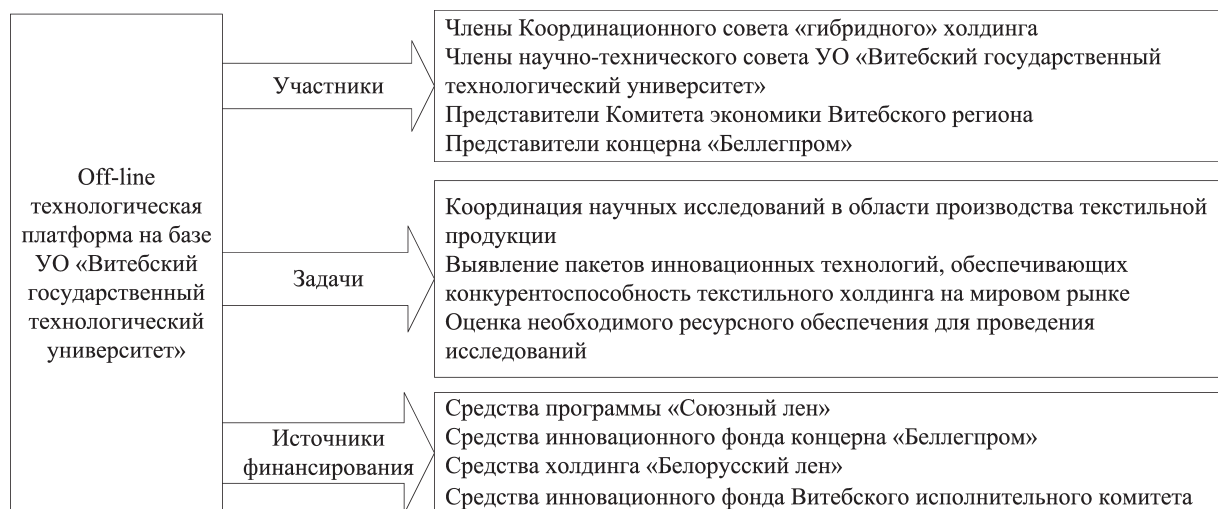 Off-line
технологическая
платформа на базе
УО «Витебский
государственный
технологический
университет»
Участники
Члены Координационного совета «гибридного» холдинга
Члены научно-технического совета УО «Витебский государственный
технологический университет»
Представители Комитета экономики Витебского региона
Представители концерна «Беллегпром»
Задачи
Координация научных исследований в области производства текстильной
продукции
Выявление пакетов инновационных технологий, обеспечивающих
конкурентоспособность текстильного холдинга на мировом рынке
Оценка необходимого ресурсного обеспечения для проведения
исследований
Источники
финансирования
Средства программы «Союзный лен»
Средства инновационного фонда концерна «Беллегпром»
Средства холдинга «Белорусский лен»
Средства инновационного фонда Витебского исполнительного комитета